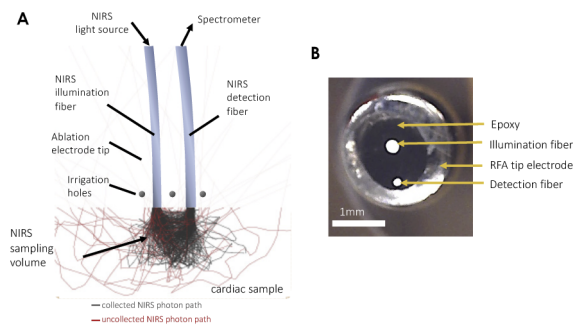 A
NIRS
light source
Spectrometer
NIRS
illumination
fiber
NIRS
detection
fiber
Ablation
electrode tip
Irrigation
holes
NIRS
sampling
volume
cardiac sample
collected NIRS photon path
uncollected NIRS photon path
B
Epoxy
Illumination fiber
RFA tip electrode
Detection fiber
1mm